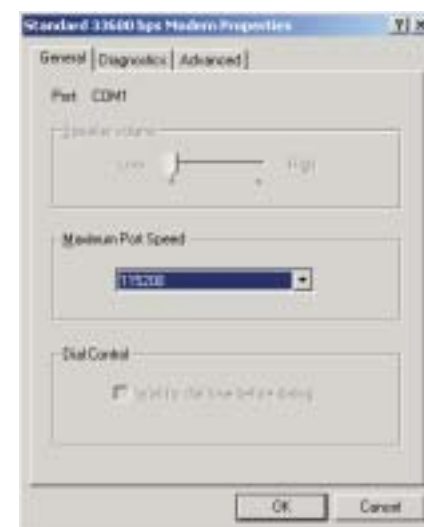 Standard 33600 bps Modem Properties
General Diagnostics Advanced
Port: COM1
Speaker volume
Low High
Maximum Port Speed
115200
Dial Control
Wait for dial tone before dialing
OK Cancel